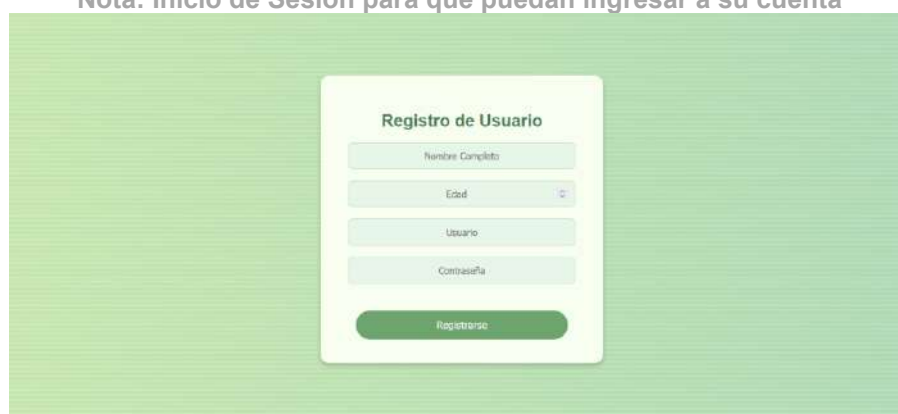 Nota: Inicio de Sesión para que puedan ingresar a su cuenta
Registro de Usuario
Nombre Completo
Edad
Usuario
Contraseña
Registrarse